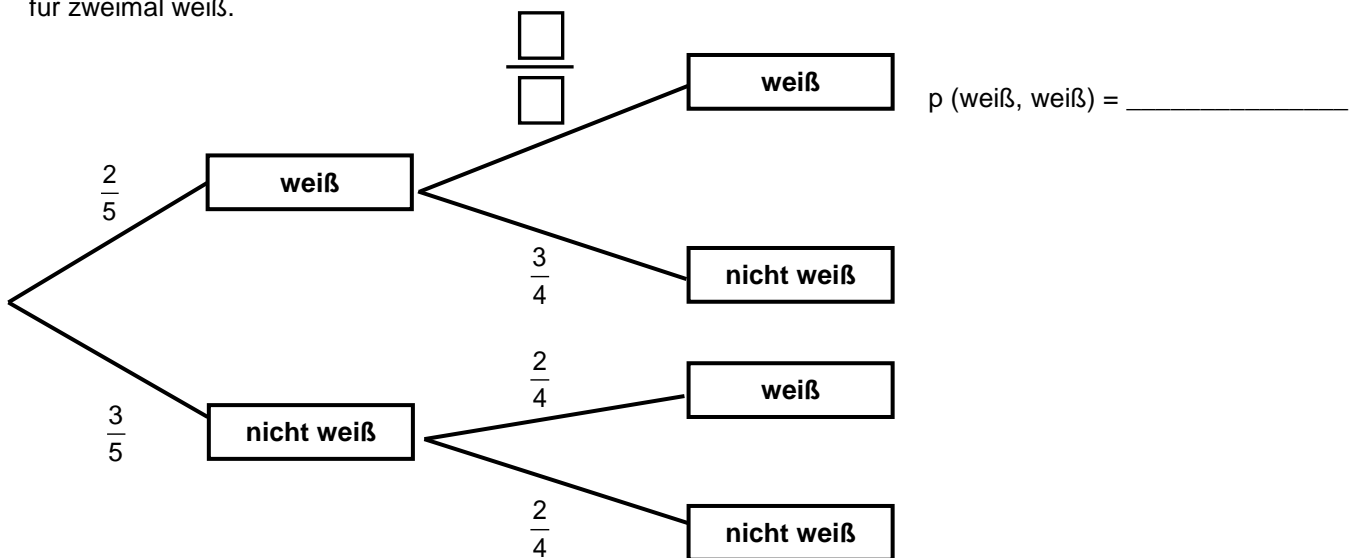 für zweimal weiß.
weiß
p (weiß, weiß) = _______________
2
5
weiß
3
4
nicht weiß
2
4
weiß
3
5
nicht weiß
2
4
nicht weiß